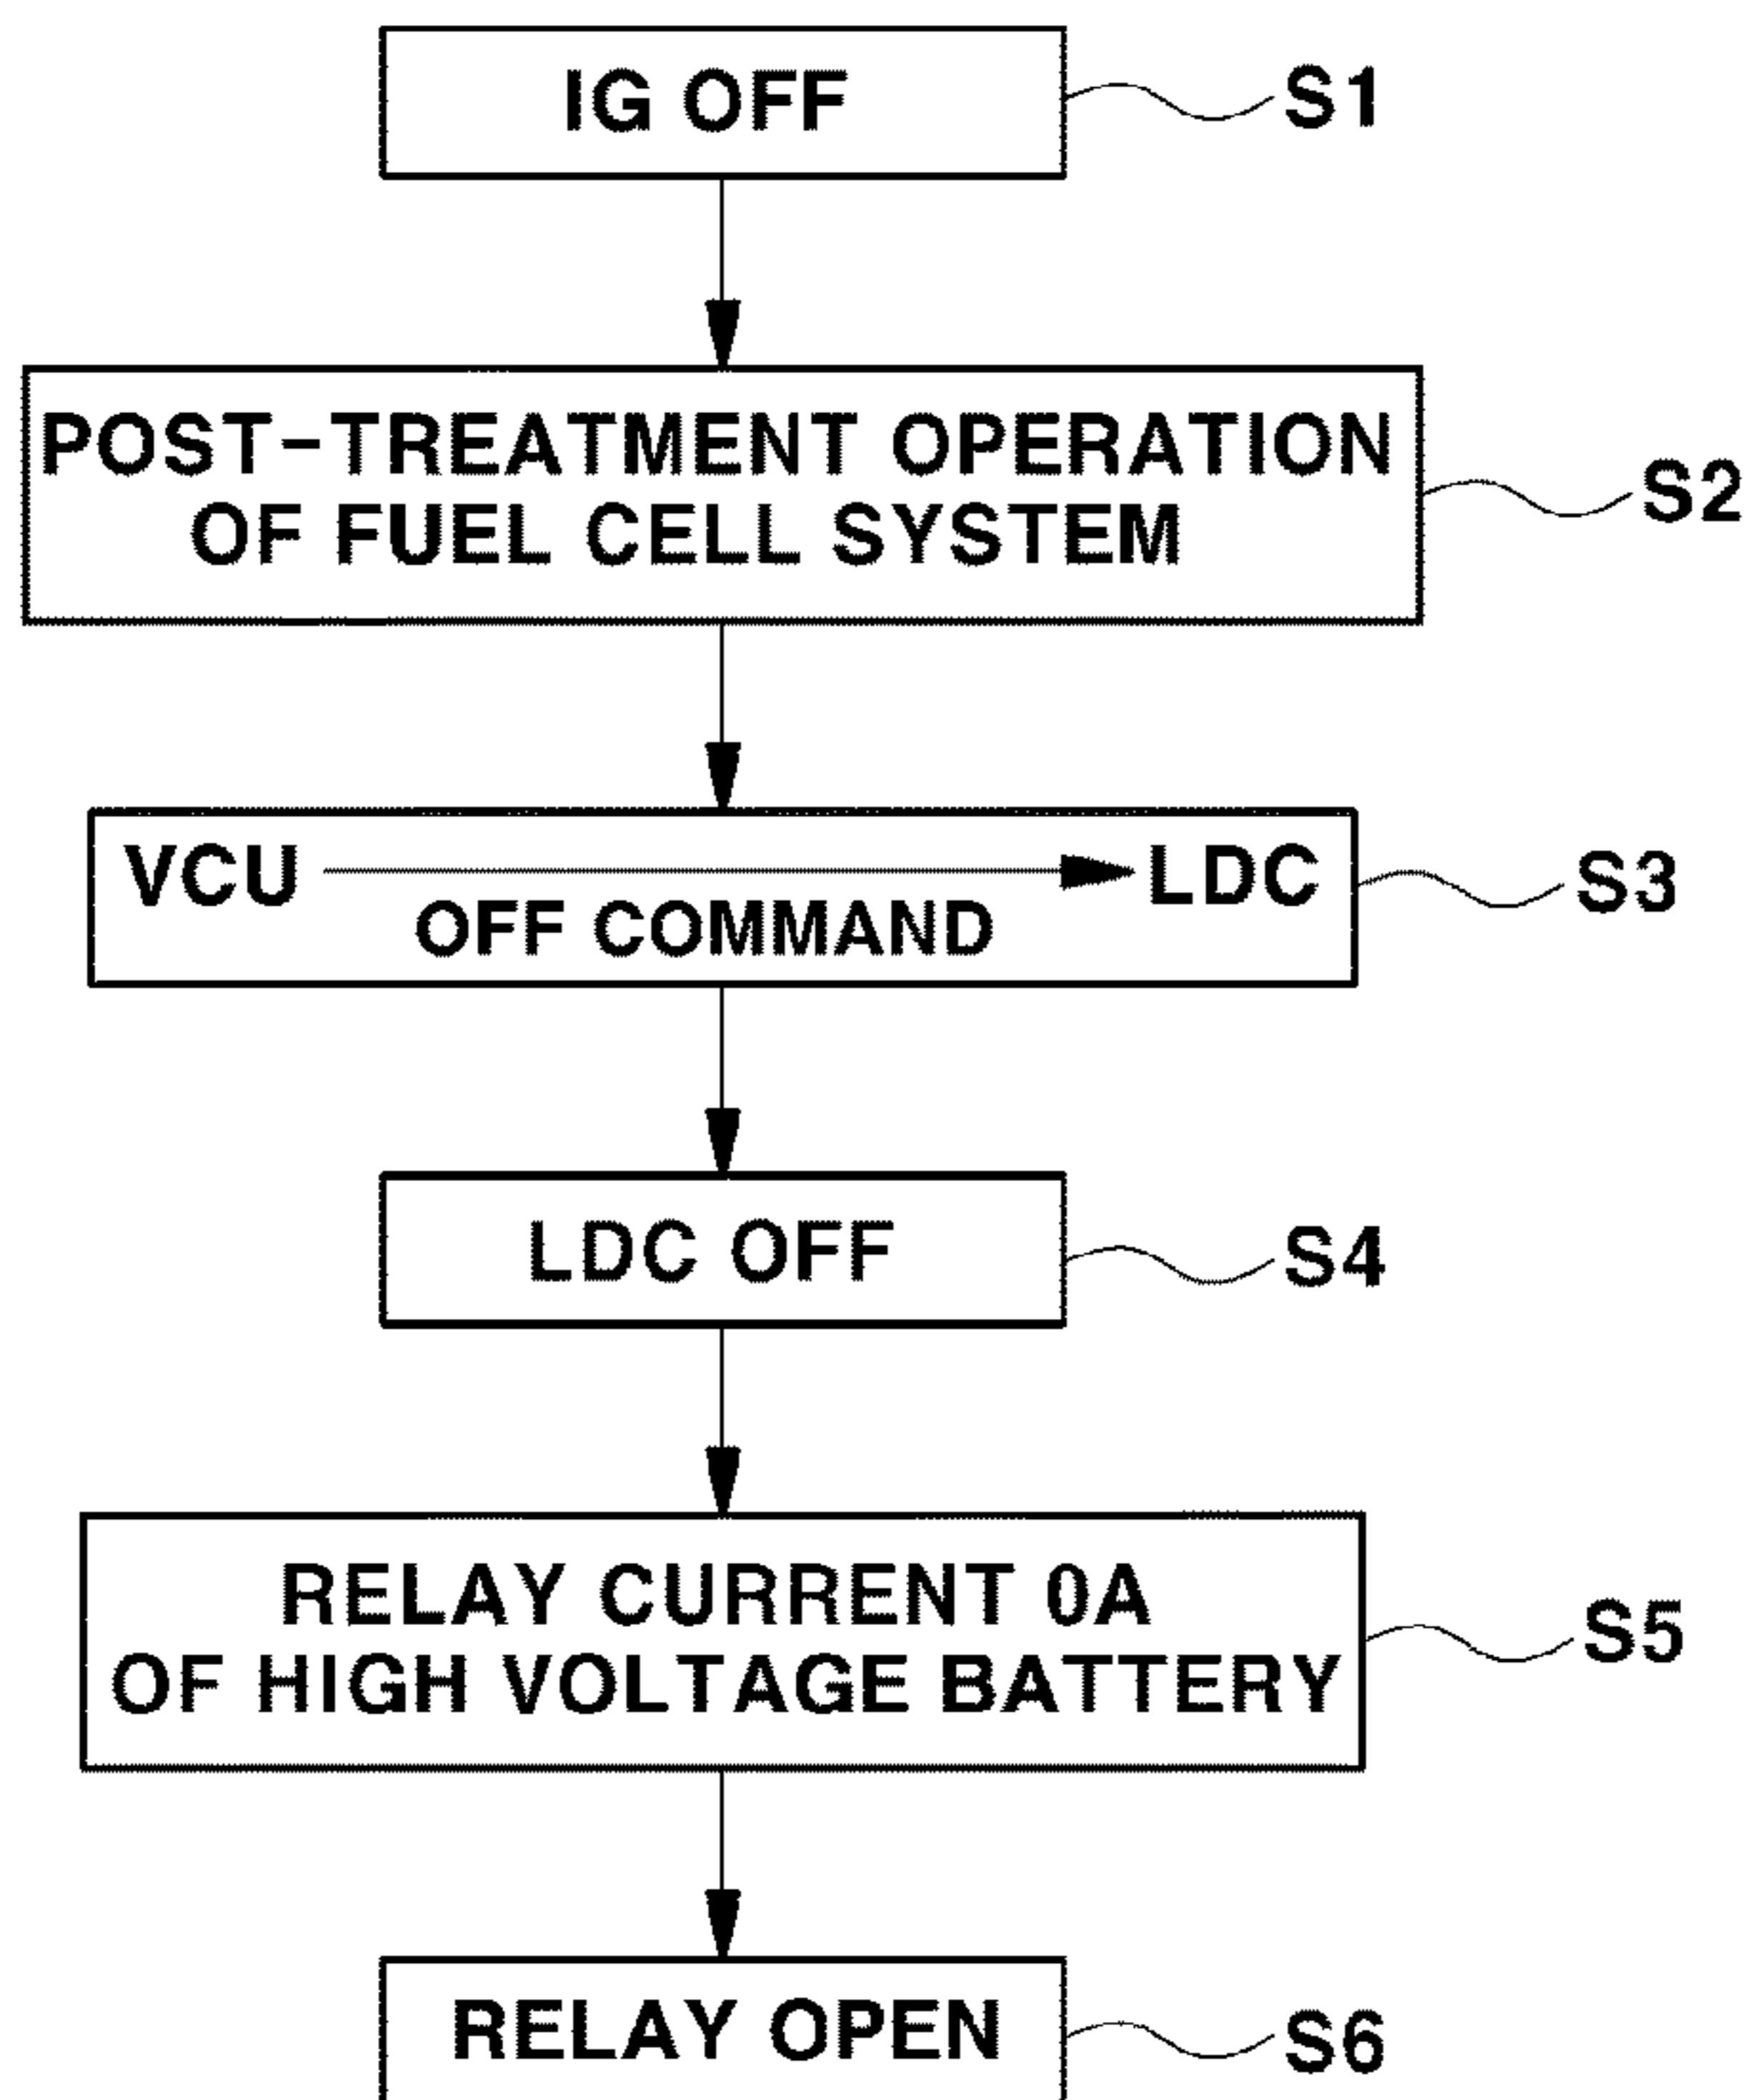 IG OFF
S1
POST-TREATMENT OPERATION
OF FUEL CELL SYSTEM
S2
VCU LDC
OFF COMMAND
S3
LDC OFF
S4
RELAY CURRENT 0A
OF HIGH VOLTAGE BATTERY
S5
RELAY OPEN
S6